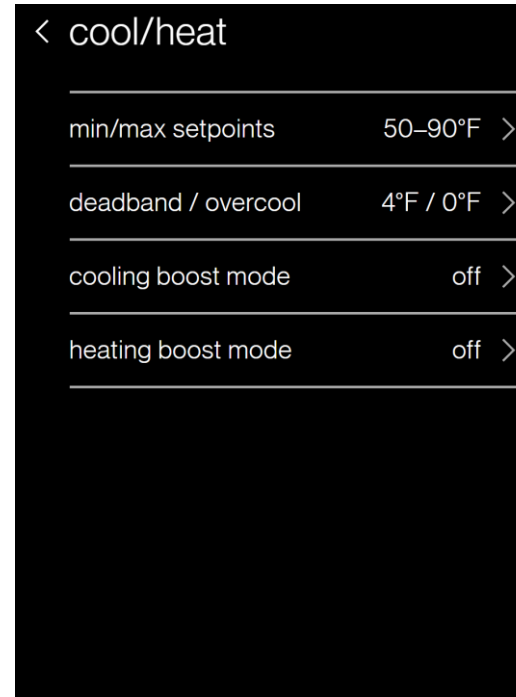 cool/heat
min/max setpoints 50–90°F
deadband / overcool 4°F / 0°F
cooling boost mode off
heating boost mode off